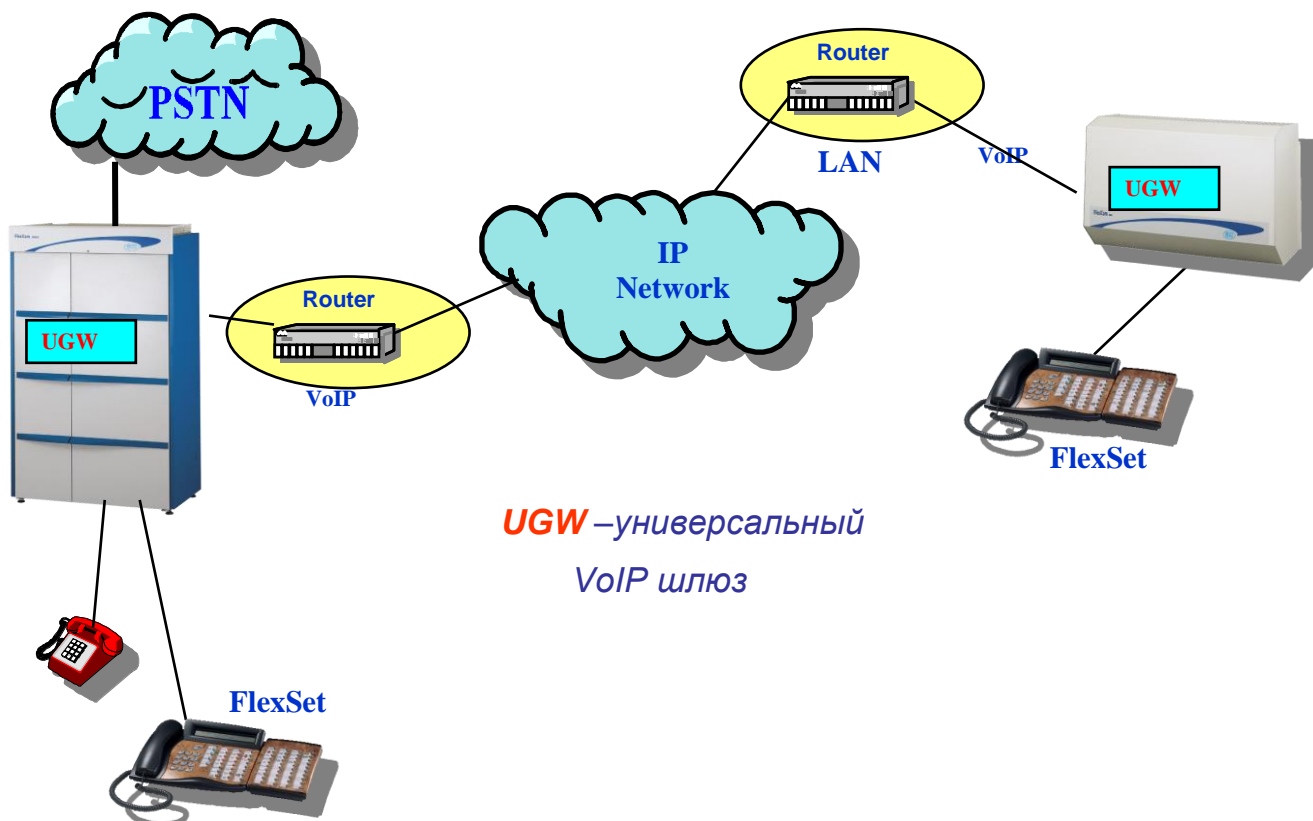 PSTN
Router
LAN
VoIP
UGW
IP
Network
Router
UGW
VoIP
FlexSet
UGW –универсальный
VoIP шлюз
FlexSet